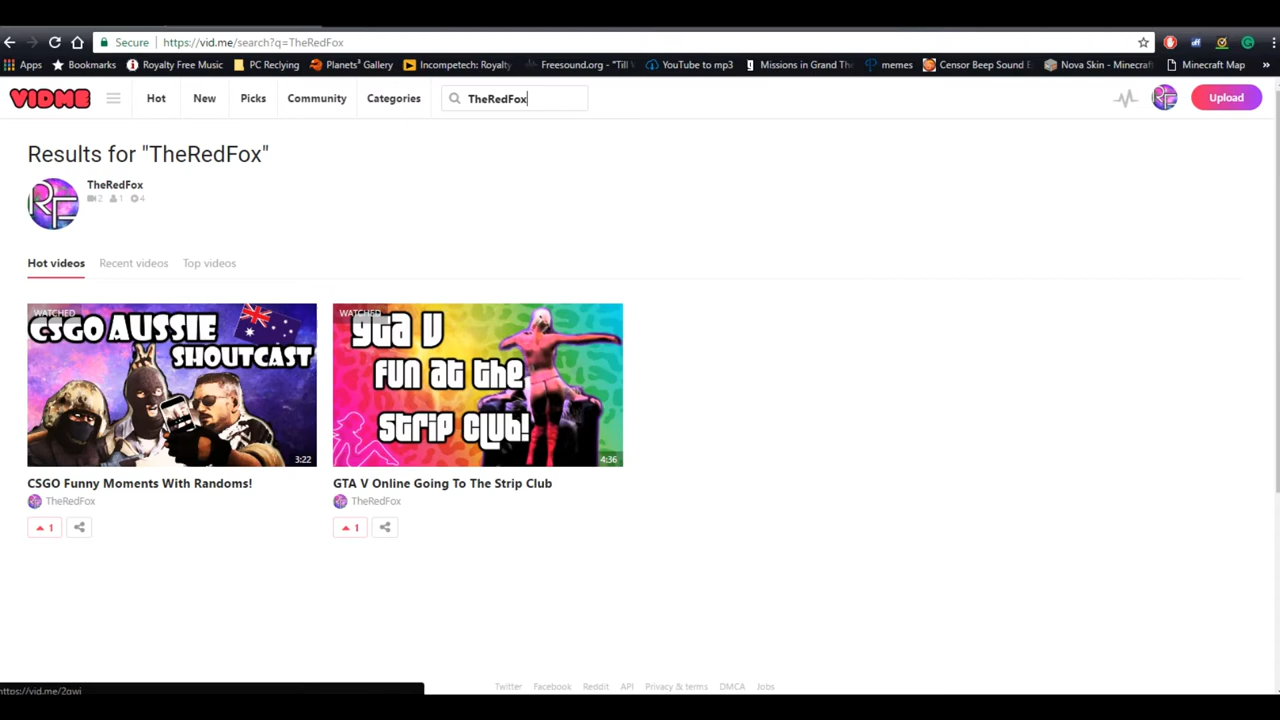 Secure https://vid.me/search?q=TheRedFox
Apps Bookmarks Royalty Free Music PC Reclying Planets³ Gallery Incompetech: Royalty Freesound.org - "Till YouTube to mp3 Missions in Grand Th memes Censor Beep Sound E Nova Skin - Minecraft Minecraft Map »
VIDME Hot New Picks Community Categories TheRedFox Upload
Results for "TheRedFox"
TheRedFox
2 1 4
Hot videos Recent videos Top videos
WATCHED
CSGO AUSSIE
SHOUTCAST
3:22
WATCHED
gta V
fun at the
strip club!
4:36
CSGO Funny Moments With Randoms!
TheRedFox
1
GTA V Online Going To The Strip Club
TheRedFox
1
Twitter Facebook Reddit API Privacy & terms DMCA Jobs